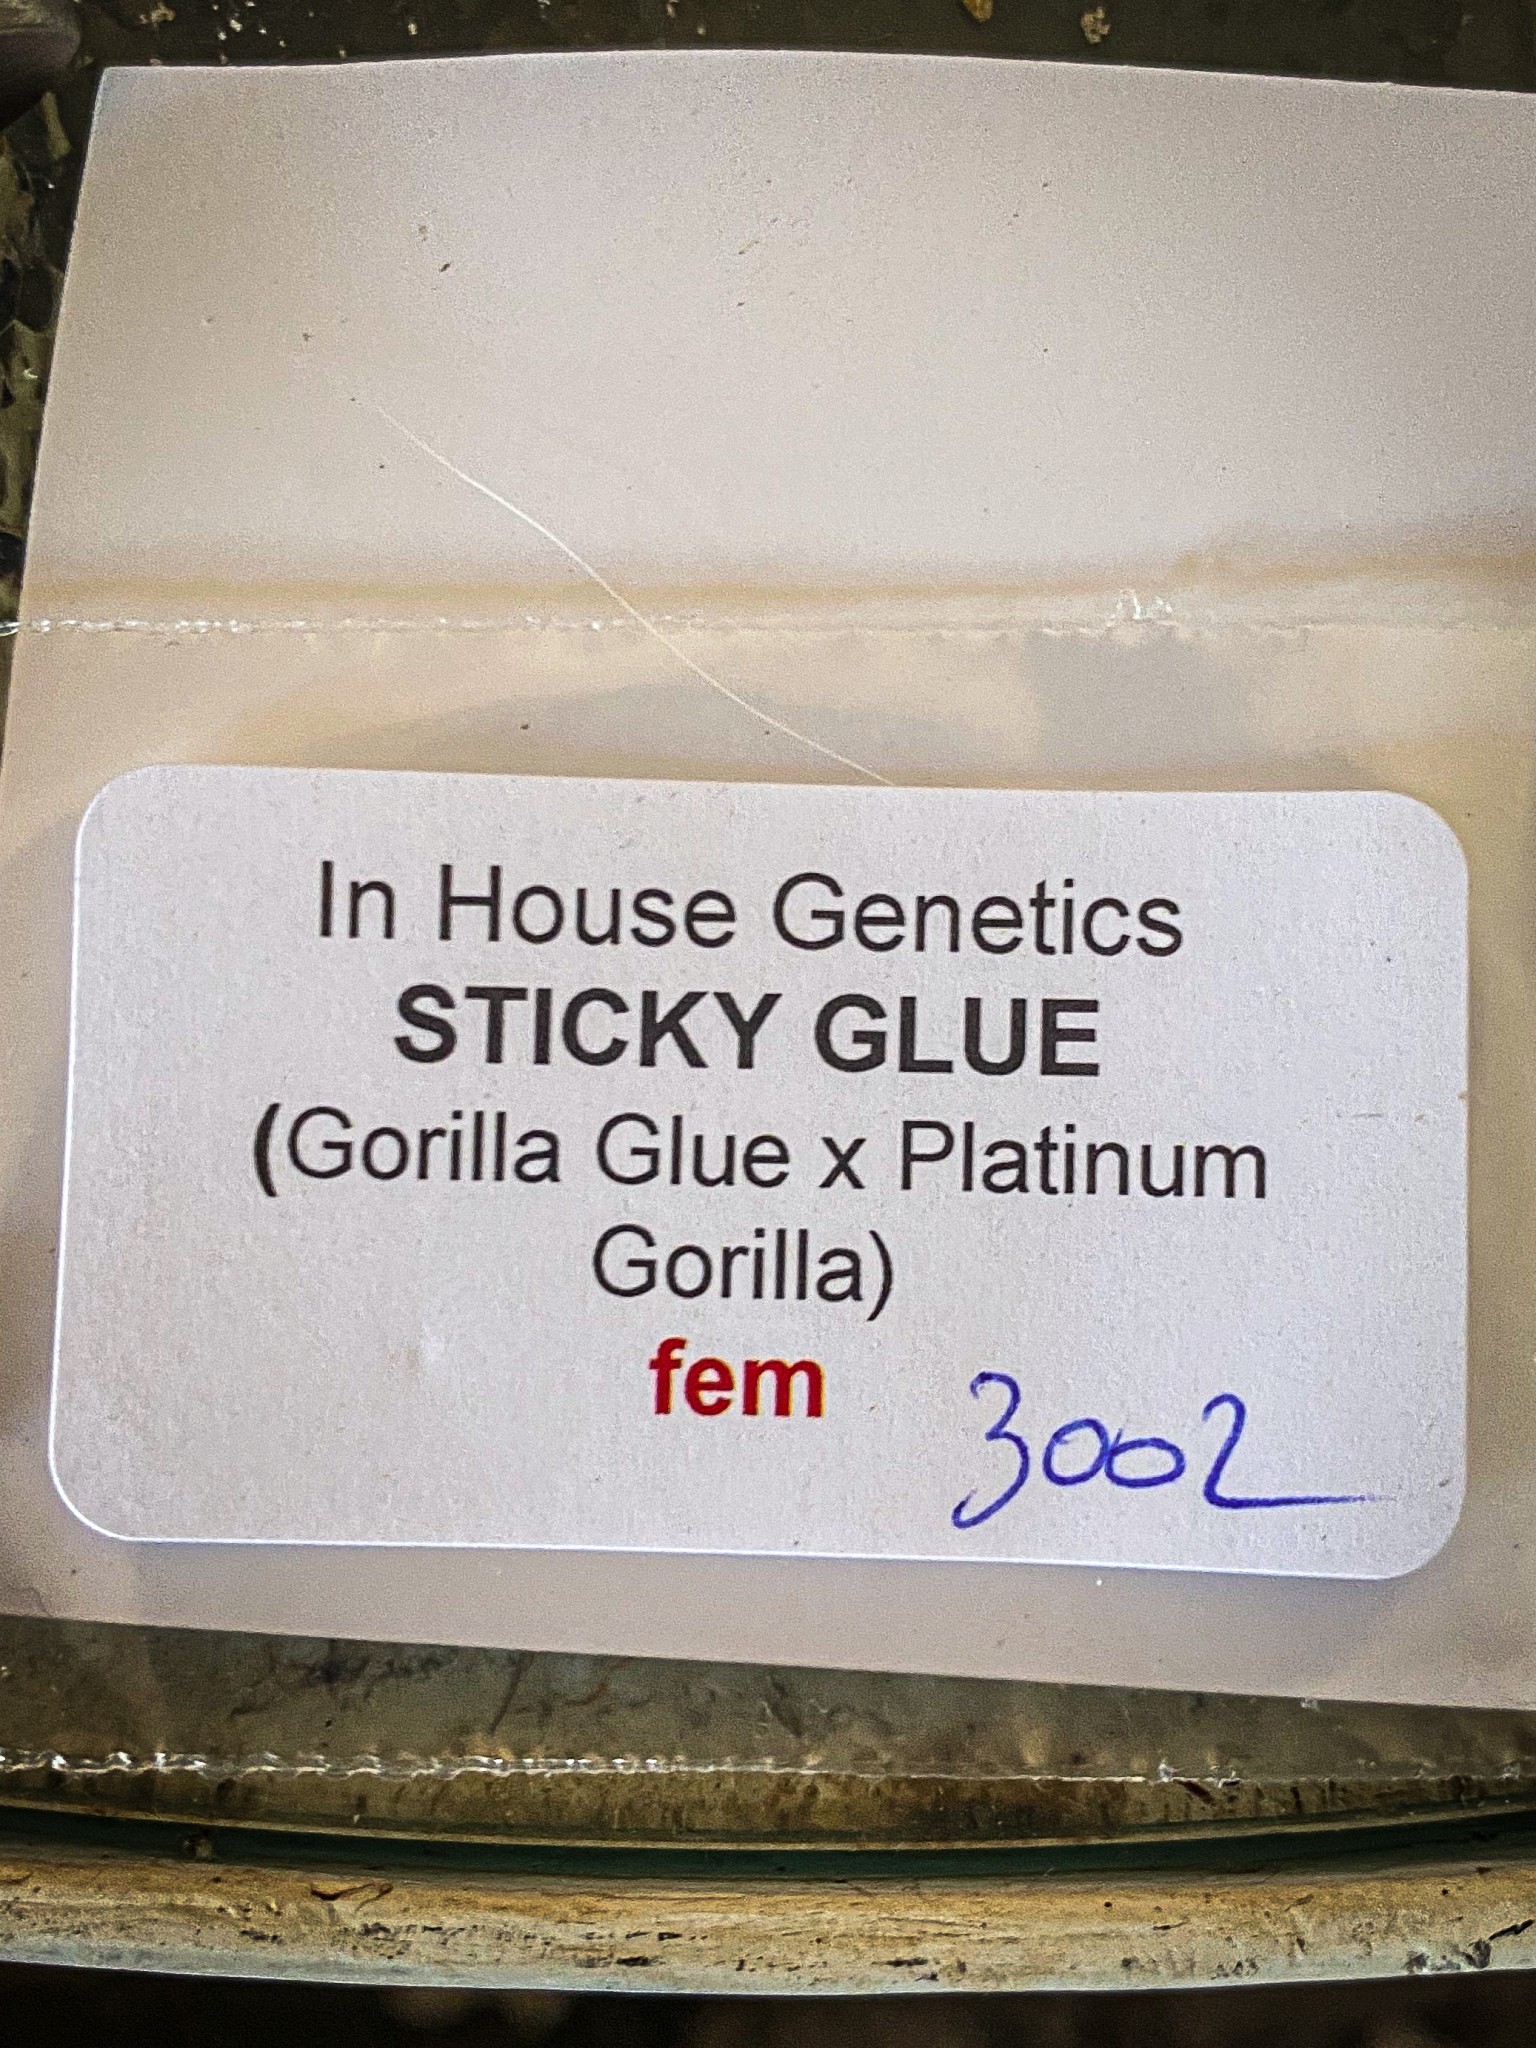 In House Genetics
STICKY GLUE
(Gorilla Glue x Platinum
Gorilla)
fem
3002